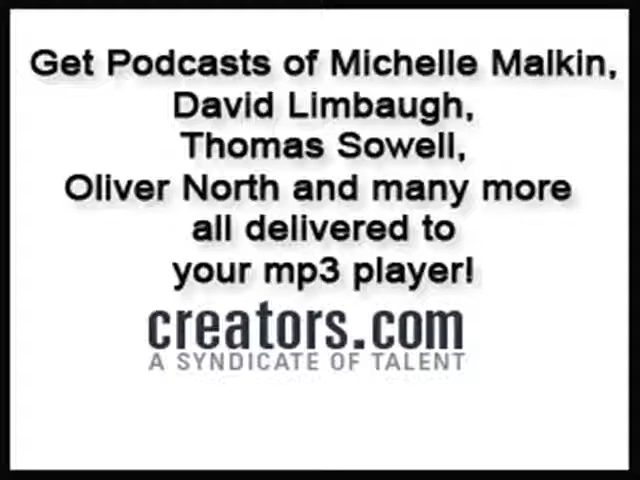 Get Podcasts of Michelle Malkin,
David Limbaugh,
Thomas Sowell,
Oliver North and many more
all delivered to
your mp3 player!
creators.com
A SYNDICATE OF TALENT